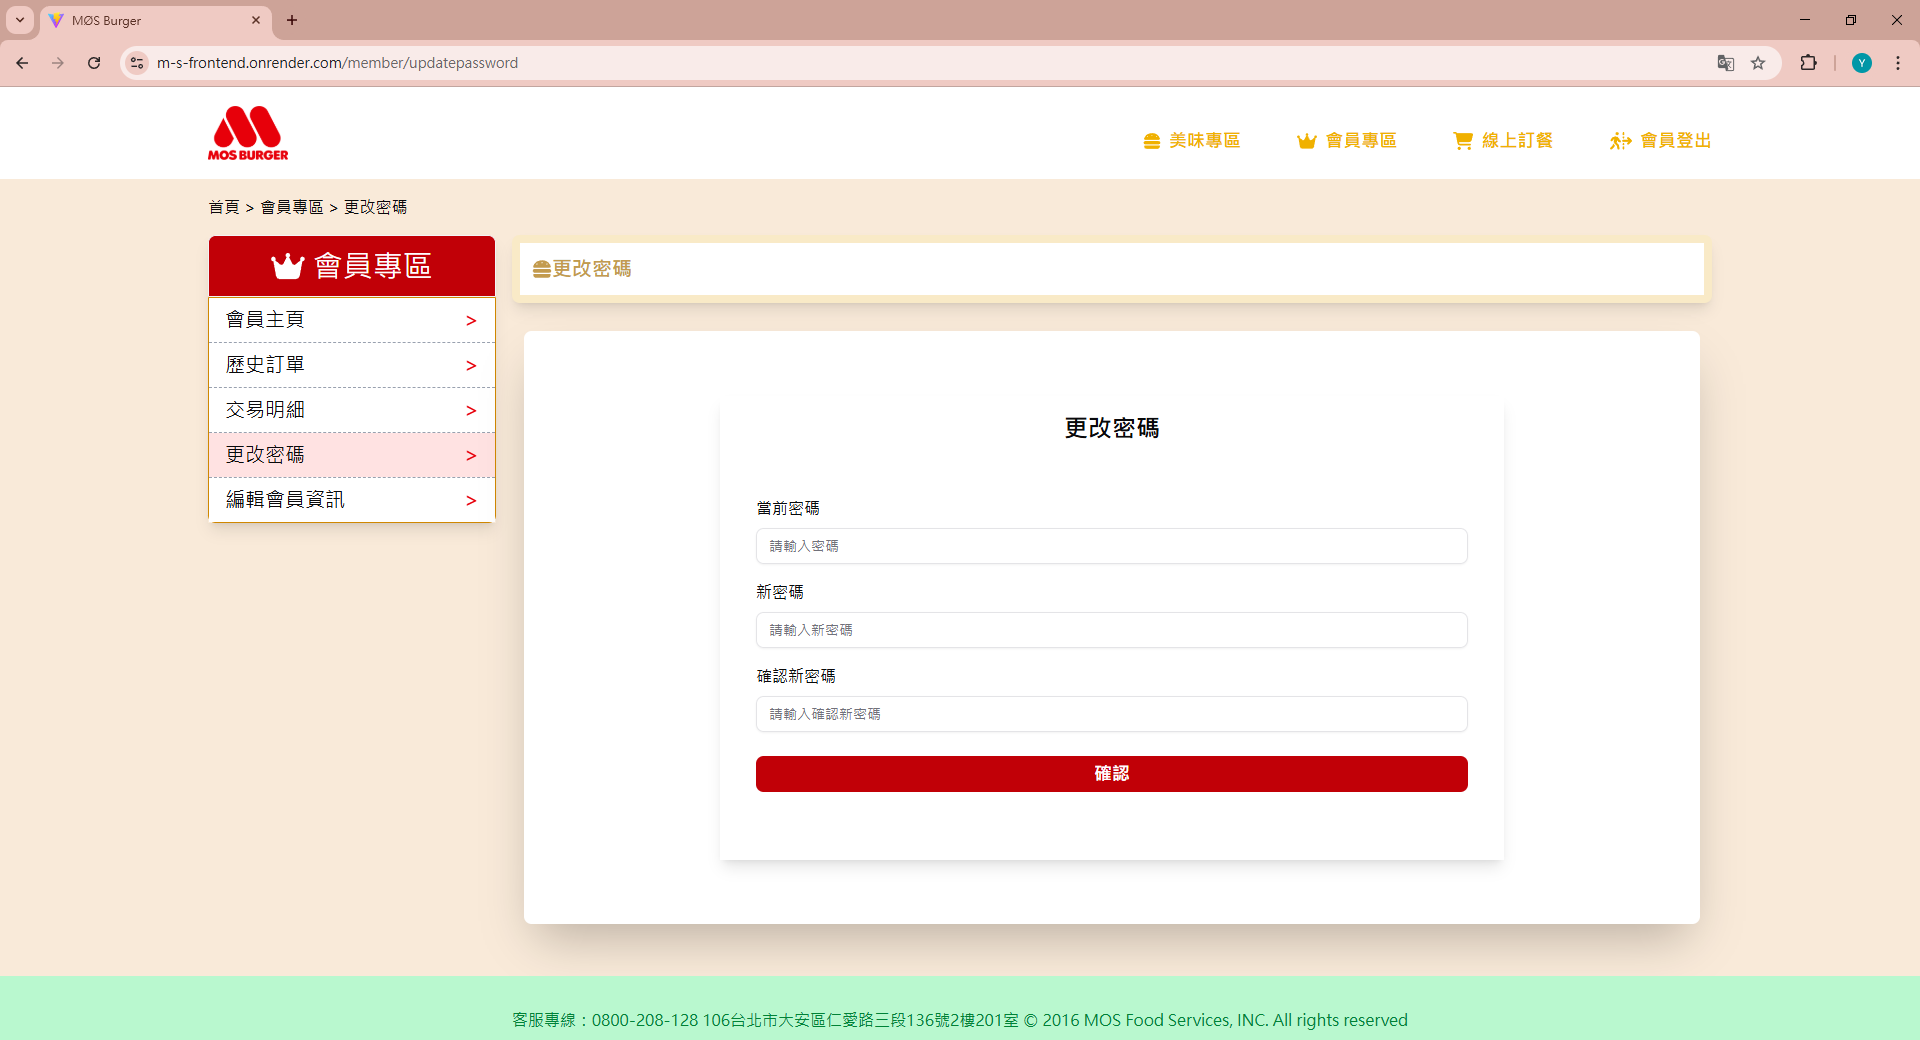 MØS Burger
m-s-frontend.onrender.com/member/updatepassword
Y
MOS BURGER
美味專區
會員專區
線上訂餐
會員登出
首頁 > 會員專區 > 更改密碼
會員專區
會員主頁 >
歷史訂單 >
交易明細 >
更改密碼 >
編輯會員資訊 >
更改密碼
更改密碼
當前密碼
請輸入密碼
新密碼
請輸入新密碼
確認新密碼
請輸入確認新密碼
確認
客服專線：0800-208-128 106台北市大安區仁愛路三段136號2樓201室 © 2016 MOS Food Services, INC. All rights reserved